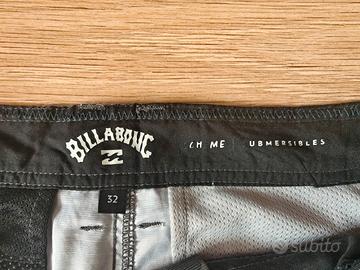 BILLABONG
CH ME
UBMERSIBLES
32
subito